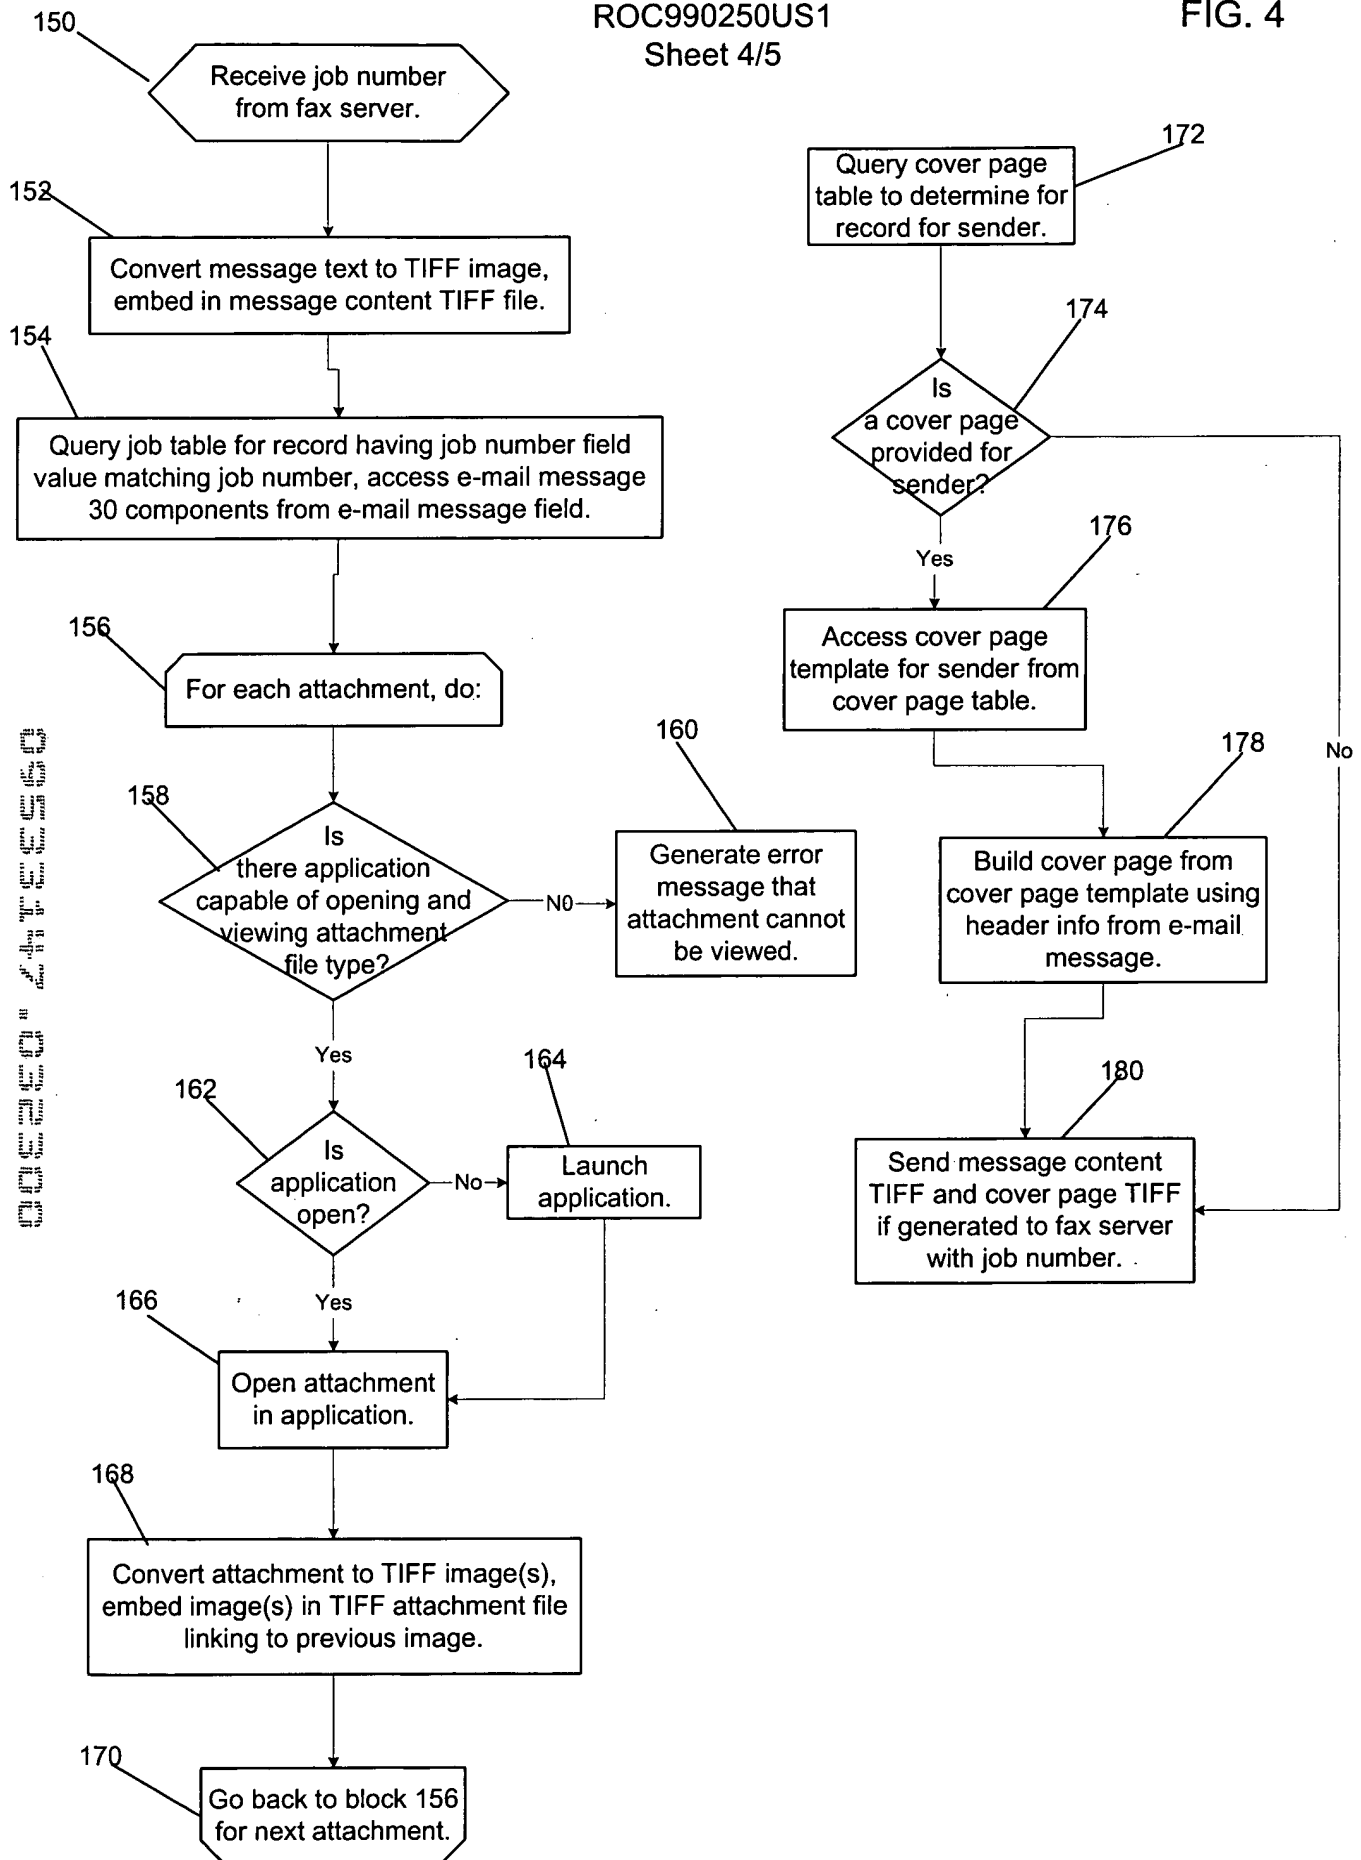 ROC990250US1
Sheet 4/5
FIG. 4
150
Receive job number
from fax server.
152
Convert message text to TIFF image,
embed in message content TIFF file.
154
Query job table for record having job number field
value matching job number, access e-mail message
30 components from e-mail message field.
156
For each attachment, do:
158
Is
there application
capable of opening and
viewing attachment
file type?
N0
160
Generate error
message that
attachment cannot
be viewed.
Yes
162
Is
application
open?
No
164
Launch
application.
Yes
166
Open attachment
in application.
168
Convert attachment to TIFF image(s),
embed image(s) in TIFF attachment file
linking to previous image.
170
Go back to block 156
for next attachment.
172
Query cover page
table to determine for
record for sender.
174
Is
a cover page
provided for
sender?
Yes
No
176
Access cover page
template for sender from
cover page table.
178
Build cover page from
cover page template using
header info from e-mail
message.
180
Send message content
TIFF and cover page TIFF
if generated to fax server
with job number.